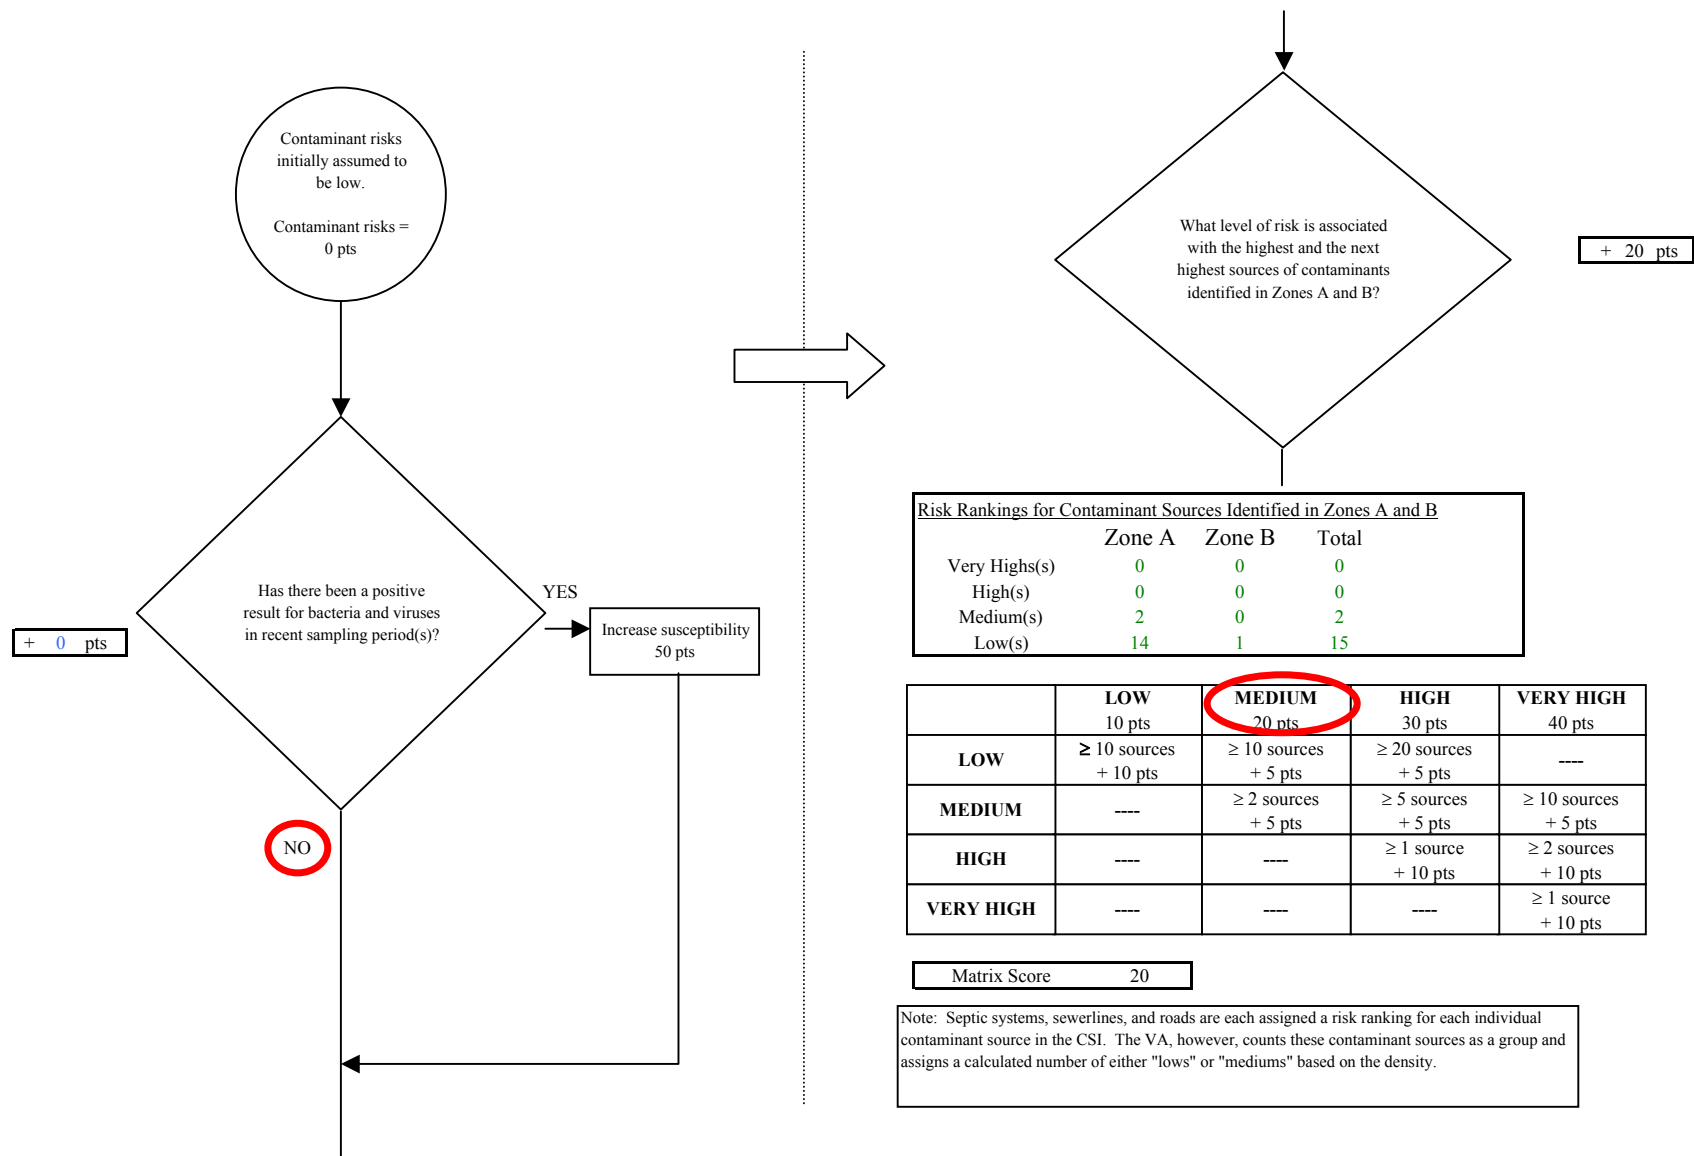 Contaminant risks
initially assumed to
be low.
Contaminant risks =
0 pts
Has there been a positive
result for bacteria and viruses
in recent sampling period(s)?
+ 0 pts
YES
Increase susceptibility
50 pts
NO
What level of risk is associated
with the highest and the next
highest sources of contaminants
identified in Zones A and B?
+ 20 pts
Risk Rankings for Contaminant Sources Identified in Zones A and B
Zone A Zone B Total
Very Highs(s) 0 0 0
High(s) 0 0 0
Medium(s) 2 0 2
Low(s) 14 1 15
LOW MEDIUM HIGH VERY HIGH
10 pts 20 pts 30 pts 40 pts
LOW ≥ 10 sources ≥ 10 sources ≥ 20 sources ----
+ 10 pts + 5 pts + 5 pts
MEDIUM ---- ≥ 2 sources ≥ 5 sources ≥ 10 sources
+ 5 pts + 5 pts + 5 pts
HIGH ---- ---- ≥ 1 source ≥ 2 sources
+ 10 pts + 10 pts
VERY HIGH ---- ---- ---- ≥ 1 source
+ 10 pts
Matrix Score 20
Note: Septic systems, sewerlines, and roads are each assigned a risk ranking for each individual
contaminant source in the CSI. The VA, however, counts these contaminant sources as a group and
assigns a calculated number of either "lows" or "mediums" based on the density.